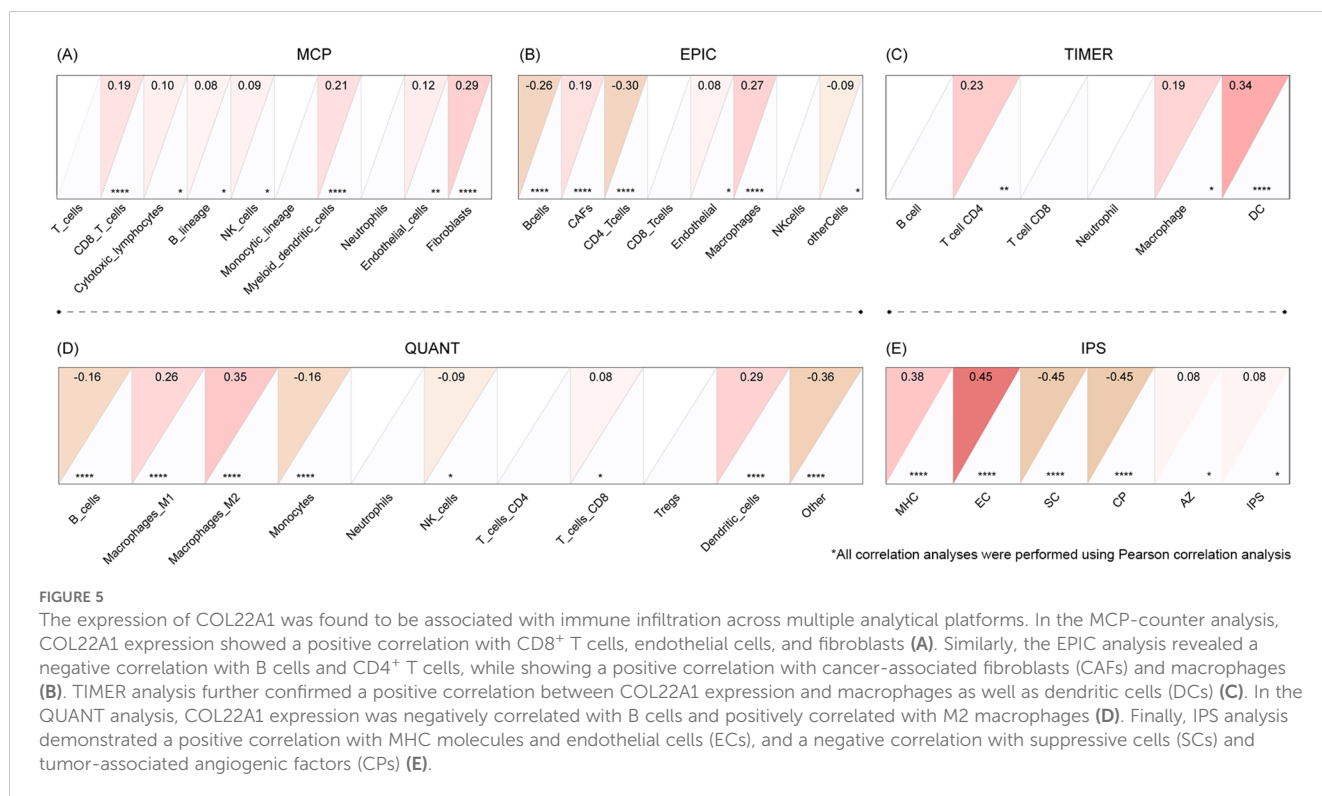 (A) MCP
0.19 0.10 0.08 0.09 0.21 0.12 0.29
**** * * * **** ** ****
T_cells
CD8_T_cells
Cytotoxic_lymphocytes
B_lineage
NK_cells
Monocytic_lineage
Myeloid_dendritic_cells
Neutrophils
Endothelial_cells
Fibroblasts
(B) EPIC
-0.26 0.19 -0.30 0.08 0.27 -0.09
**** **** **** * **** *
Bcells
CAFs
CD4_Tcells
CD8_Tcells
Endothelial
Macrophages
NKcells
otherCells
(C) TIMER
0.23 0.19 0.34
** * ****
B cell
T cell CD4
T cell CD8
Neutrophil
Macrophage
DC
(D) QUANT
-0.16 0.26 0.35 -0.16 -0.09 0.08 0.29 -0.36
**** **** **** **** * * **** ****
B_cells
Macrophages_M1
Macrophages_M2
Monocytes
Neutrophils
NK_cells
T_cells_CD4
T_cells_CD8
Tregs
Dendritic_cells
Other
(E) IPS
0.38 0.45 -0.45 -0.45 0.08 0.08
**** **** **** **** * *
MHC
EC
SC
CP
AZ
IPS
*All correlation analyses were performed using Pearson correlation analysis
FIGURE 5
The expression of COL22A1 was found to be associated with immune infiltration across multiple analytical platforms. In the MCP-counter analysis,
COL22A1 expression showed a positive correlation with CD8⁺ T cells, endothelial cells, and fibroblasts (A). Similarly, the EPIC analysis revealed a
negative correlation with B cells and CD4⁺ T cells, while showing a positive correlation with cancer-associated fibroblasts (CAFs) and macrophages
(B). TIMER analysis further confirmed a positive correlation between COL22A1 expression and macrophages as well as dendritic cells (DCs) (C). In the
QUANT analysis, COL22A1 expression was negatively correlated with B cells and positively correlated with M2 macrophages (D). Finally, IPS analysis
demonstrated a positive correlation with MHC molecules and endothelial cells (ECs), and a negative correlation with suppressive cells (SCs) and
tumor-associated angiogenic factors (CPs) (E).